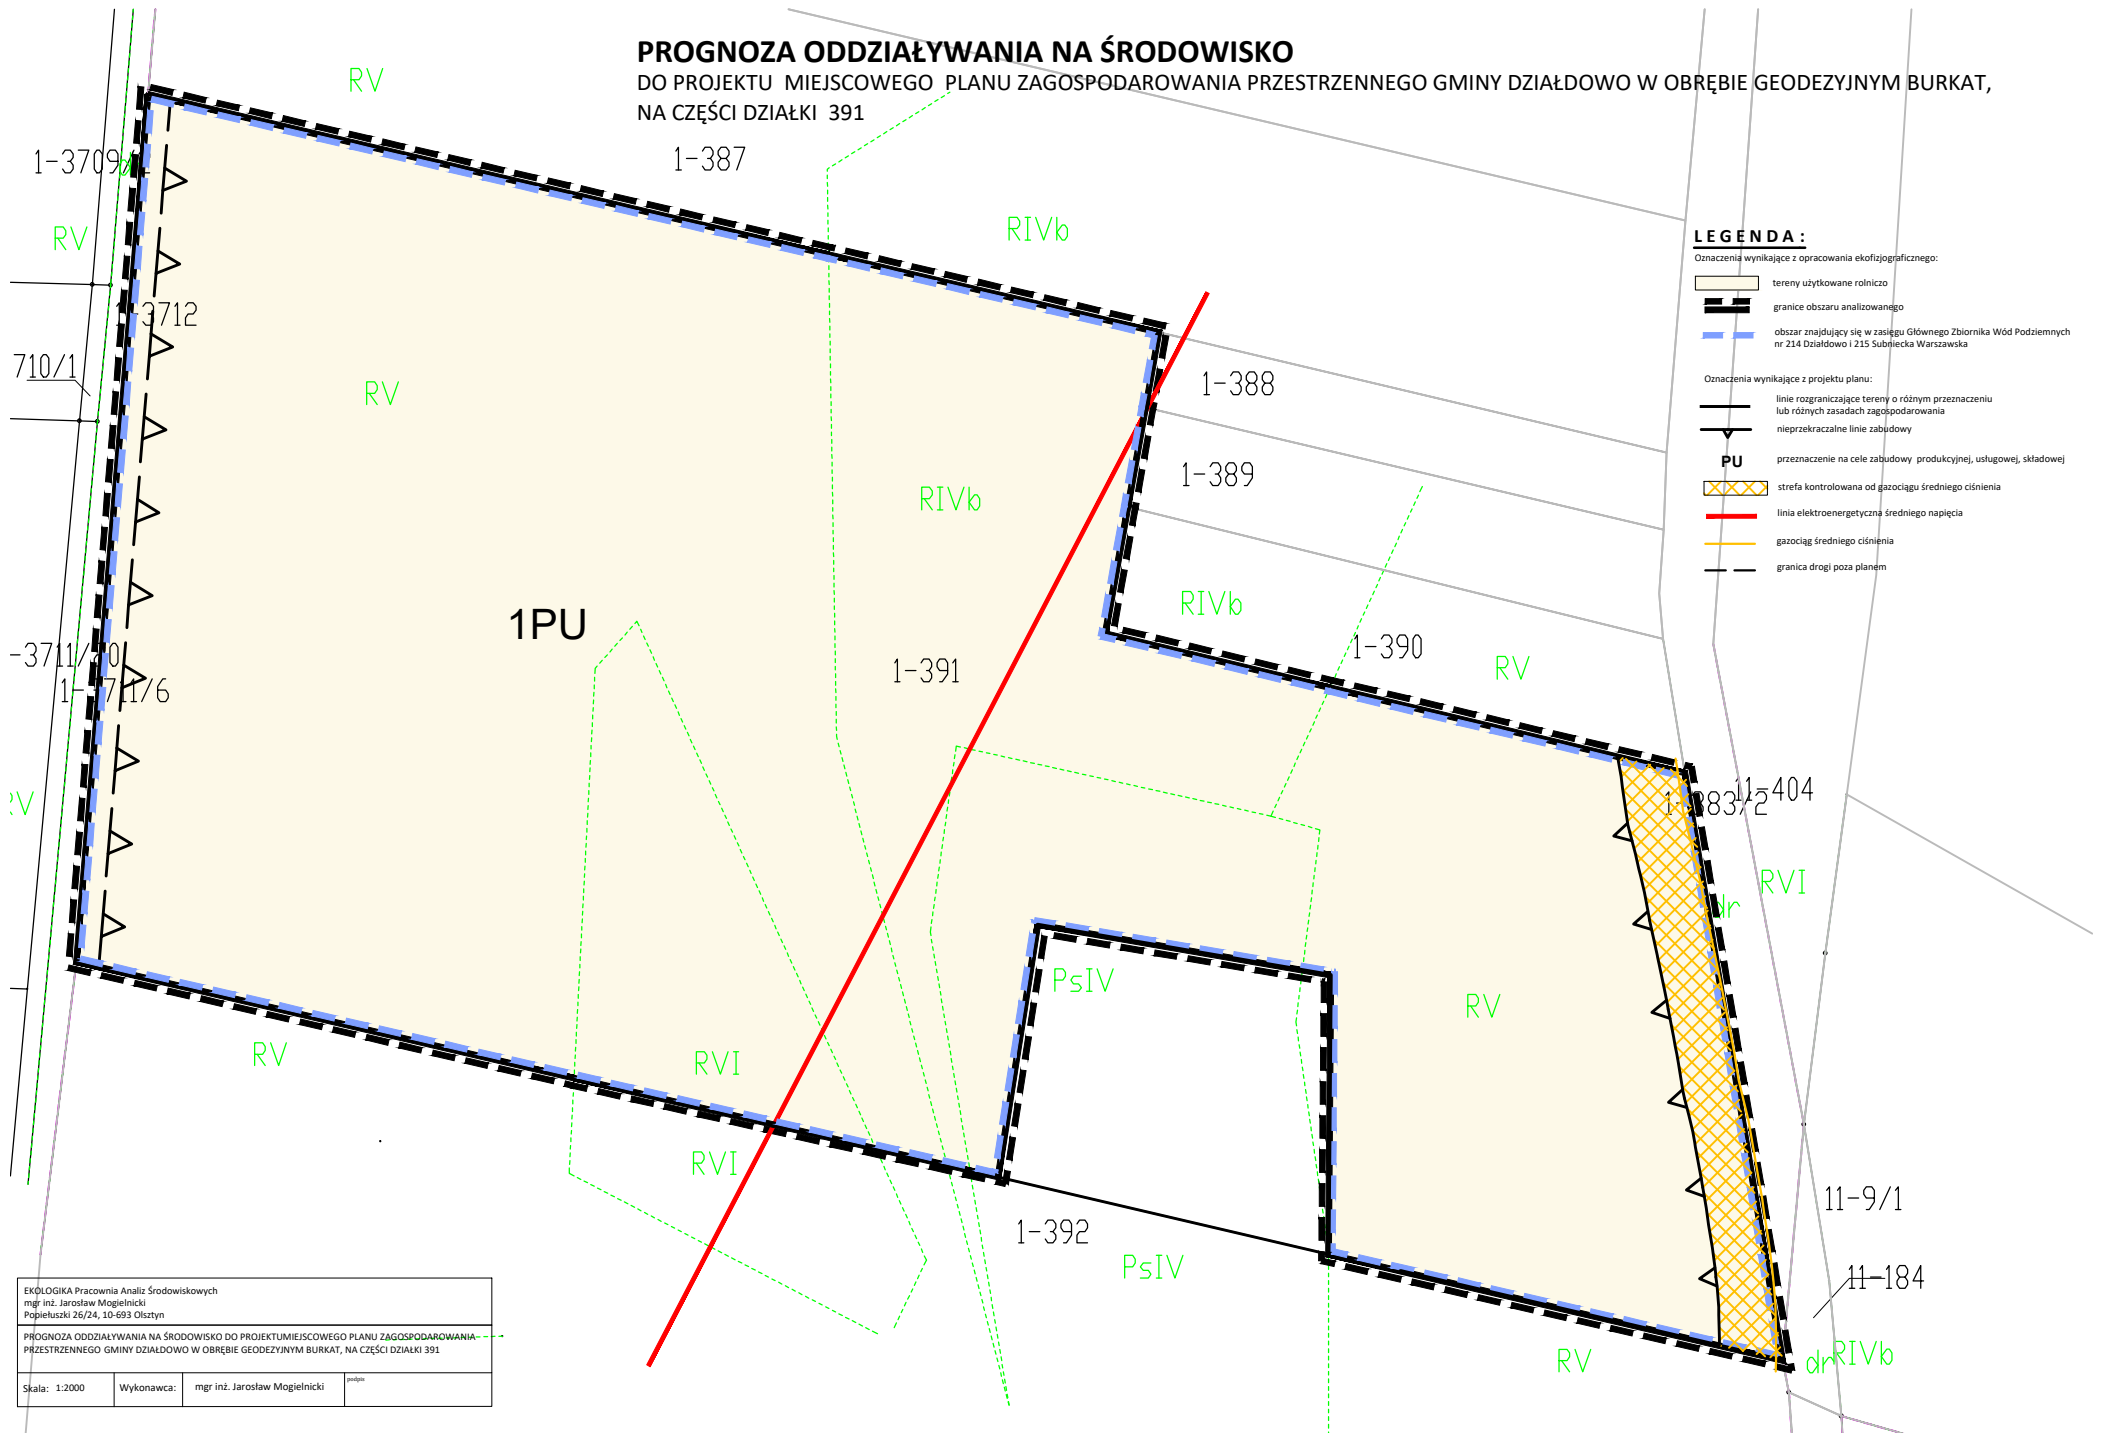 PROGNOZA ODDZIAŁYWANIA NA ŚRODOWISKO
DO PROJEKTU MIEJSCOWEGO PLANU ZAGOSPODAROWANIA PRZESTRZENNEGO GMINY DZIAŁDOWO W OBRĘBIE GEODEZYJNYM BURKAT,
NA CZĘŚCI DZIAŁKI 391
RV
1-387
RV
RIVb
1-3712
710/1
RV
1-388
1-389
RIVb
RIVb
1PU
1-391
1-390
RV
11-404
RVI
dr
PsIV
RV
RV
RVI
RVI
1-392
PsIV
11-9/1
11-184
RV
dr
RIVb
LEGENDA:
Oznaczenia wynikające z opracowania ekofizjograficznego:
tereny użytkowane rolniczo
granice obszaru analizowanego
obszar znajdujący się w zasięgu Głównego Zbiornika Wód Podziemnych
nr 214 Działdowo i 215 Subniecka Warszawska
Oznaczenia wynikające z projektu planu:
linie rozgraniczające tereny o różnym przeznaczeniu
lub różnych zasadach zagospodarowania
nieprzekraczalne linie zabudowy
PU przeznaczenie na cele zabudowy produkcyjnej, usługowej, składowej
strefa kontrolowana od gazociągu średniego ciśnienia
linia elektroenergetyczna średniego napięcia
gazociąg średniego ciśnienia
granica drogi poza planem
EKOLOGIKA Pracownia Analiz Środowiskowych
mgr inż. Jarosław Mogielnicki
Popiełuszki 26/24, 10-693 Olsztyn
PROGNOZA ODDZIAŁYWANIA NA ŚRODOWISKO DO PROJEKTUMIEJSCOWEGO PLANU ZAGOSPODAROWANIA
PRZESTRZENNEGO GMINY DZIAŁDOWO W OBRĘBIE GEODEZYJNYM BURKAT, NA CZĘŚCI DZIAŁKI 391
Skala: 1:2000 Wykonawca: mgr inż. Jarosław Mogielnicki podpis